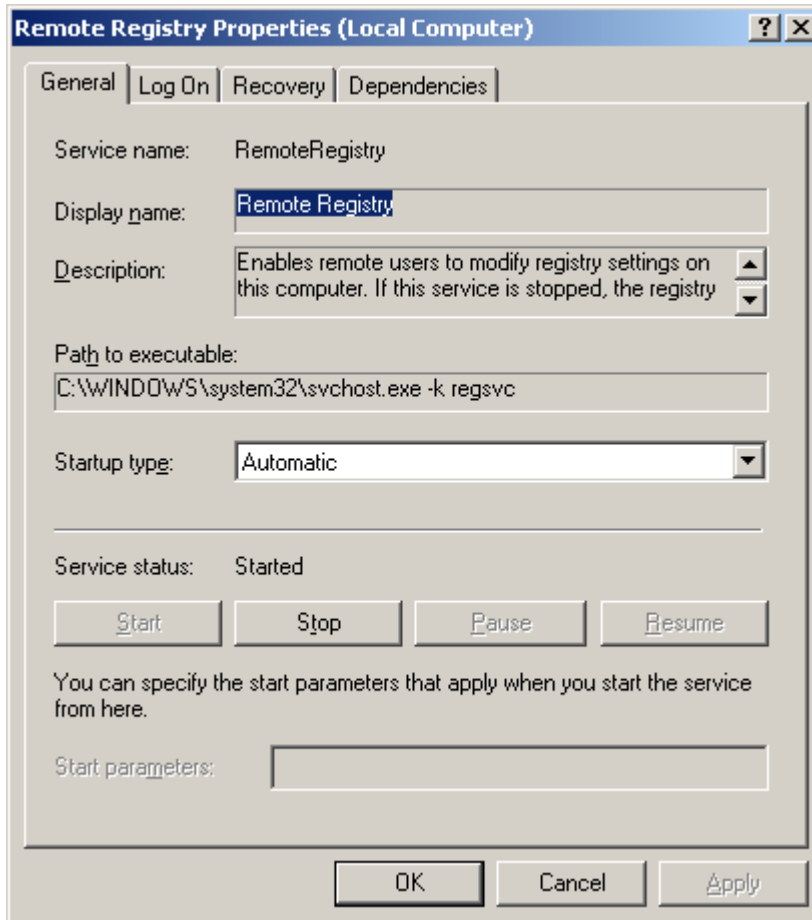 Remote Registry Properties (Local Computer)
General Log On Recovery Dependencies
Service name: RemoteRegistry
Display name: Remote Registry
Description: Enables remote users to modify registry settings on
this computer. If this service is stopped, the registry
Path to executable:
C:\WINDOWS\system32\svchost.exe -k regsvc
Startup type: Automatic
Service status: Started
Start Stop Pause Resume
You can specify the start parameters that apply when you start the service
from here.
Start parameters:
OK Cancel Apply